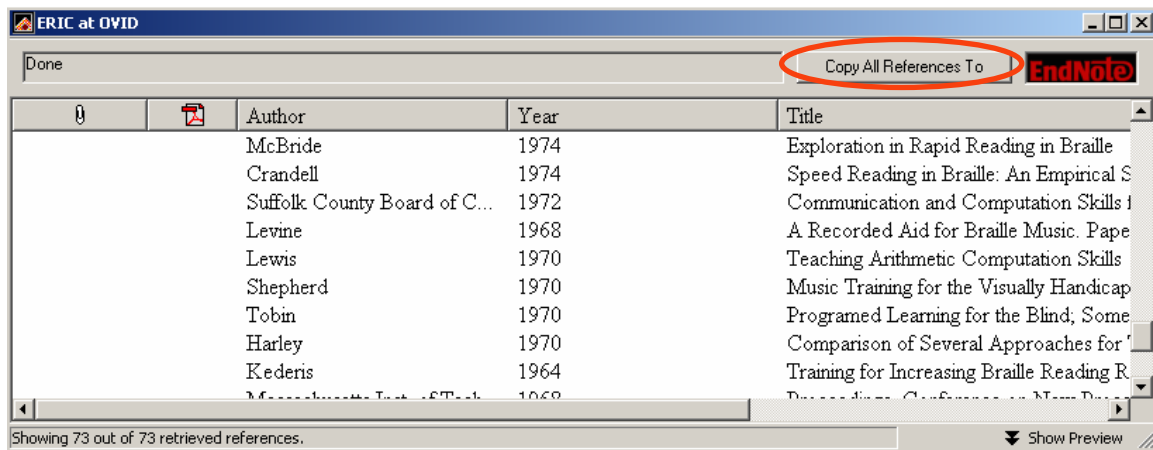 ERIC at OVID
Done Copy All References To EndNote
Author Year Title
McBride 1974 Exploration in Rapid Reading in Braille
Crandell 1974 Speed Reading in Braille: An Empirical S
Suffolk County Board of C... 1972 Communication and Computation Skills f
Levine 1968 A Recorded Aid for Braille Music. Pape
Lewis 1970 Teaching Arithmetic Computation Skills
Shepherd 1970 Music Training for the Visually Handicap
Tobin 1970 Programed Learning for the Blind; Some
Harley 1970 Comparison of Several Approaches for
Kederis 1964 Training for Increasing Braille Reading R
Massachusetts Inst. of Tech
Showing 73 out of 73 retrieved references. Show Preview